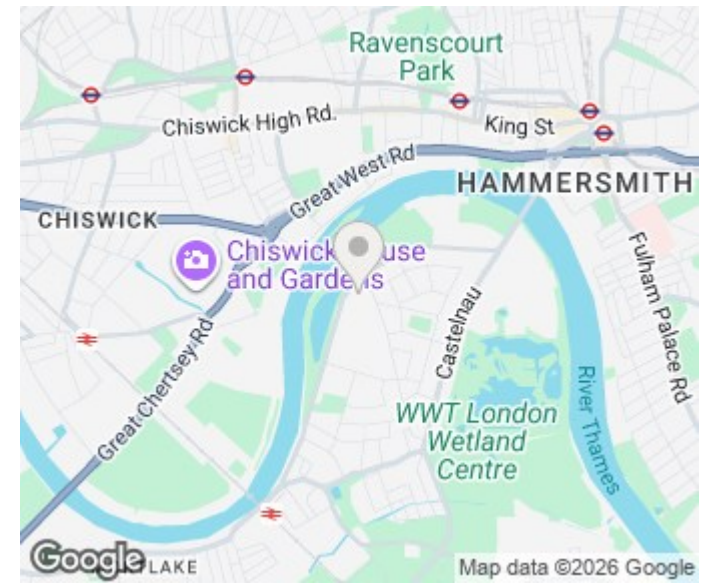 Ravenscourt
Park
Chiswick High Rd.
King St
Great West Rd
HAMMERSMITH
CHISWICK
Chiswick House
and Gardens
Fulham Palace Rd
Castelnau
Great Chertsey Rd
River Thames
WWT London
Wetland
Centre
Google
Map data ©2026 Google